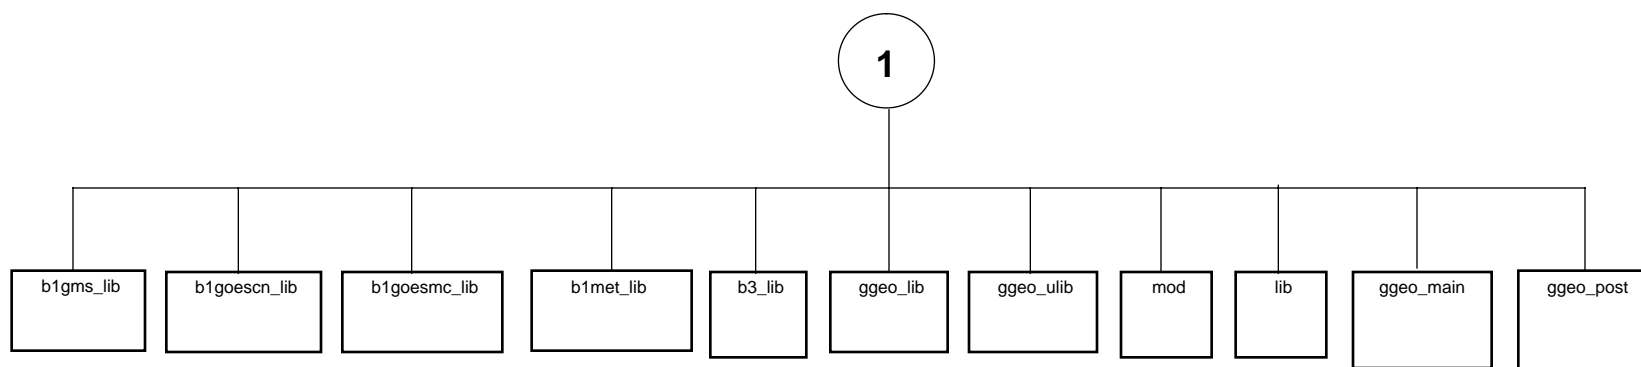 1
b1gms_lib
b1goescn_lib
b1goesmc_lib
b1met_lib
b3_lib
ggeo_lib
ggeo_ulib
mod
lib
ggeo_main
ggeo_post